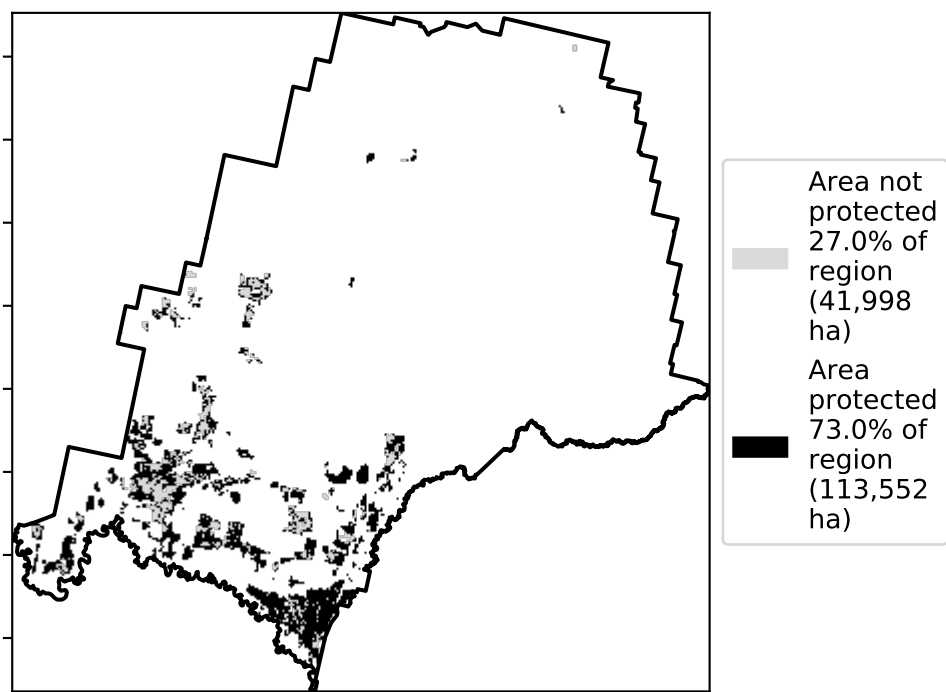 Area not
protected
27.0% of
region
(41,998
ha)
Area
protected
73.0% of
region
(113,552
ha)